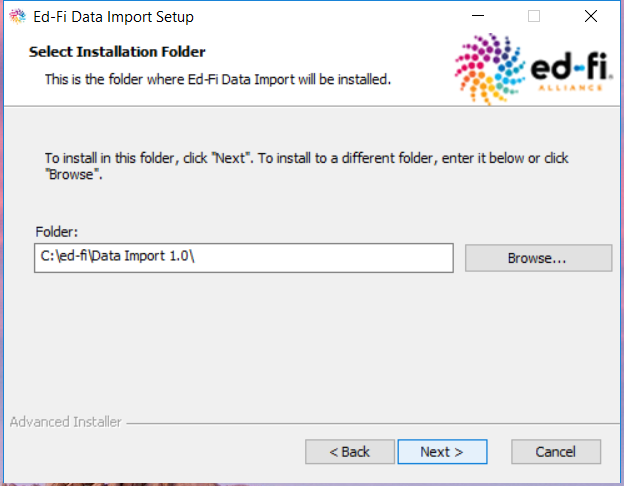 Ed-Fi Data Import Setup
Select Installation Folder
This is the folder where Ed-Fi Data Import will be installed.
ed-fi.
ALLIANCE
To install in this folder, click "Next". To install to a different folder, enter it below or click
"Browse".
Folder:
C:\ed-fi\Data Import 1.0\
Browse...
Advanced Installer
< Back
Next >
Cancel